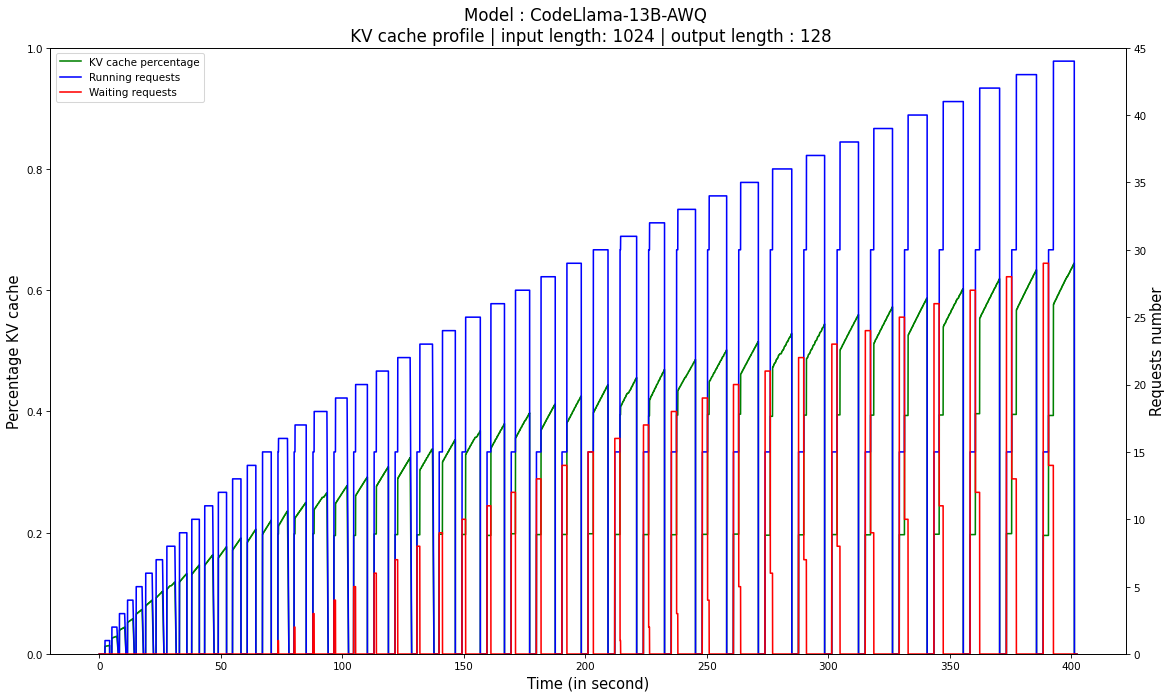 Model : CodeLlama-13B-AWQ
KV cache profile | input length: 1024 | output length : 128
KV cache percentage
Running requests
Waiting requests
Percentage KV cache
1.0
0.8
0.6
0.4
0.2
0.0
45
40
35
30
25
20
15
10
5
0
Requests number
0 50 100 150 200 250 300 350 400
Time (in second)